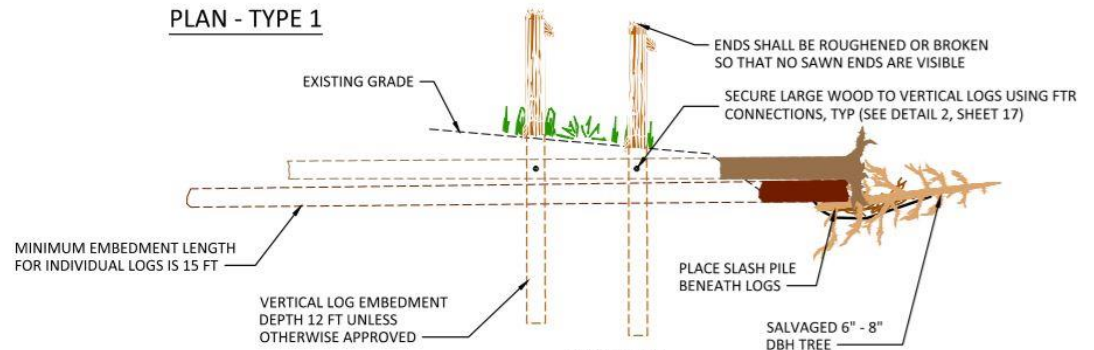 PLAN - TYPE 1
ENDS SHALL BE ROUGHENED OR BROKEN
SO THAT NO SAWN ENDS ARE VISIBLE
EXISTING GRADE
SECURE LARGE WOOD TO VERTICAL LOGS USING FTR
CONNECTIONS, TYP (SEE DETAIL 2, SHEET 17)
MINIMUM EMBEDMENT LENGTH
FOR INDIVIDUAL LOGS IS 15 FT
VERTICAL LOG EMBEDMENT
DEPTH 12 FT UNLESS
OTHERWISE APPROVED
PLACE SLASH PILE
BENEATH LOGS
SALVAGED 6" - 8"
DBH TREE